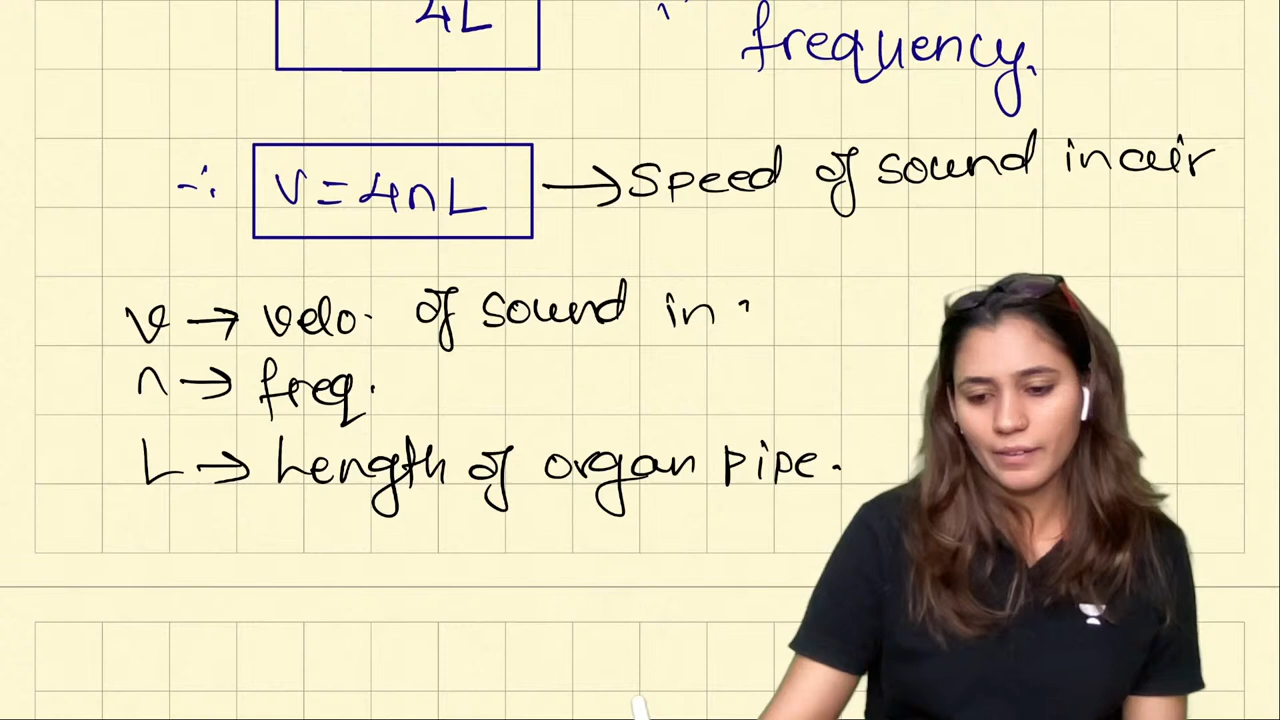 4L
frequency.
∴ V = 4nL → Speed of sound in air
v → velo. of sound in
n → freq.
L → Length of organ pipe.